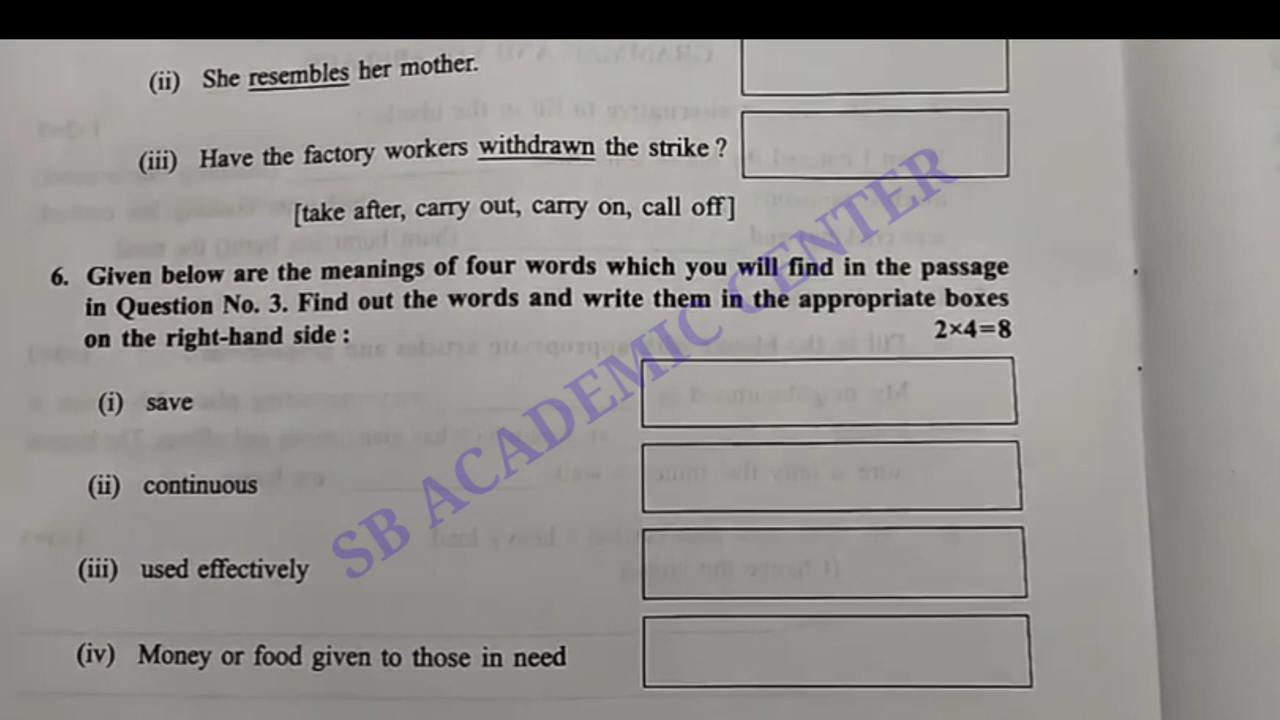 (ii) She resembles her mother.
(iii) Have the factory workers withdrawn the strike ?
[take after, carry out, carry on, call off]
6. Given below are the meanings of four words which you will find in the passage
in Question No. 3. Find out the words and write them in the appropriate boxes
on the right-hand side : 2×4=8
(i) save
(ii) continuous
(iii) used effectively
(iv) Money or food given to those in need
SB ACADEMIC CENTER